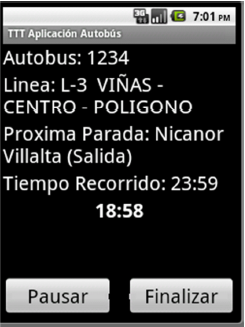 3G 7:01 PM
TTT Aplicación Autobús
Autobus: 1234
Linea: L-3 VIÑAS -
CENTRO - POLIGONO
Proxima Parada: Nicanor
Villalta (Salida)
Tiempo Recorrido: 23:59
18:58
Pausar Finalizar